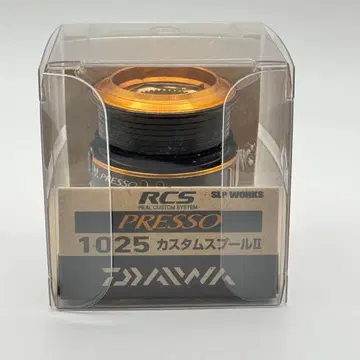 PRESSO
RCS
REAL CUSTOM SYSTEM
SLP WORKS
PRESSO
1025 カスタムスプールII
DAIWA